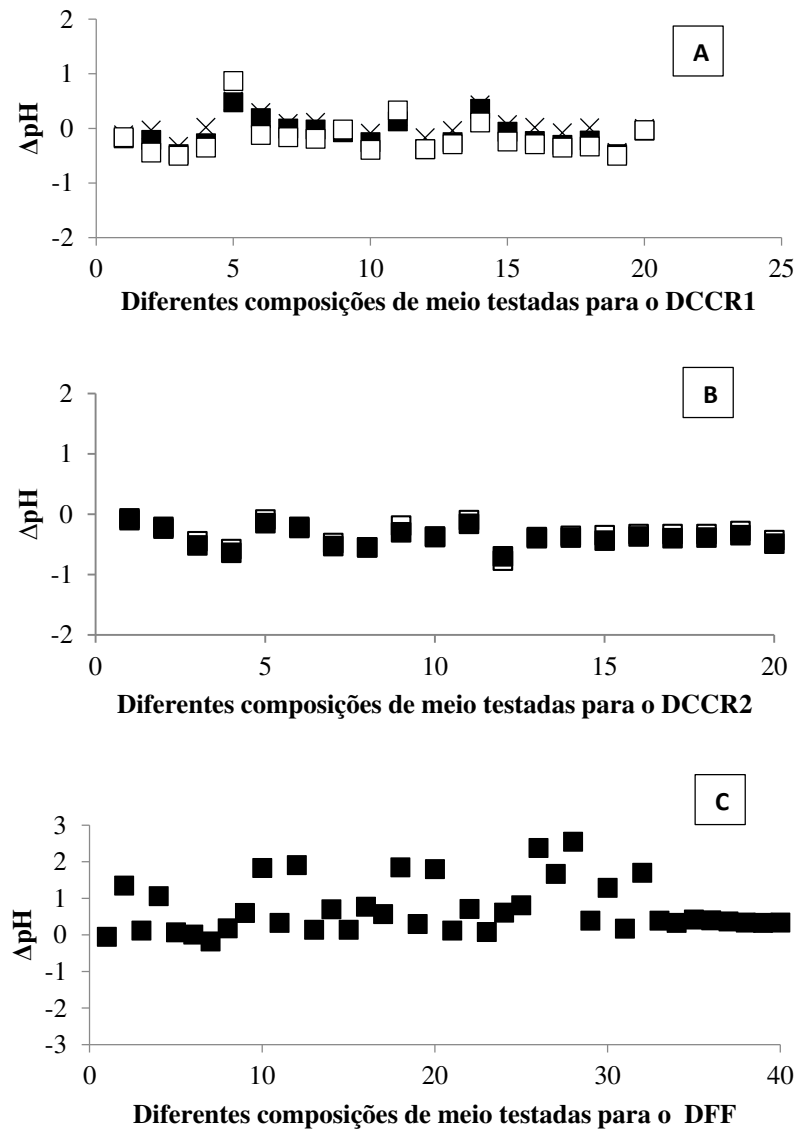 A
2
1
0
-1
-2
ΔpH
0 5 10 15 20 25
Diferentes composições de meio testadas para o DCCR1
B
2
1
0
-1
-2
ΔpH
0 5 10 15 20
Diferentes composições de meio testadas para o DCCR2
C
3
2
1
0
-1
-2
-3
ΔpH
0 10 20 30 40
Diferentes composições de meio testadas para o DFF